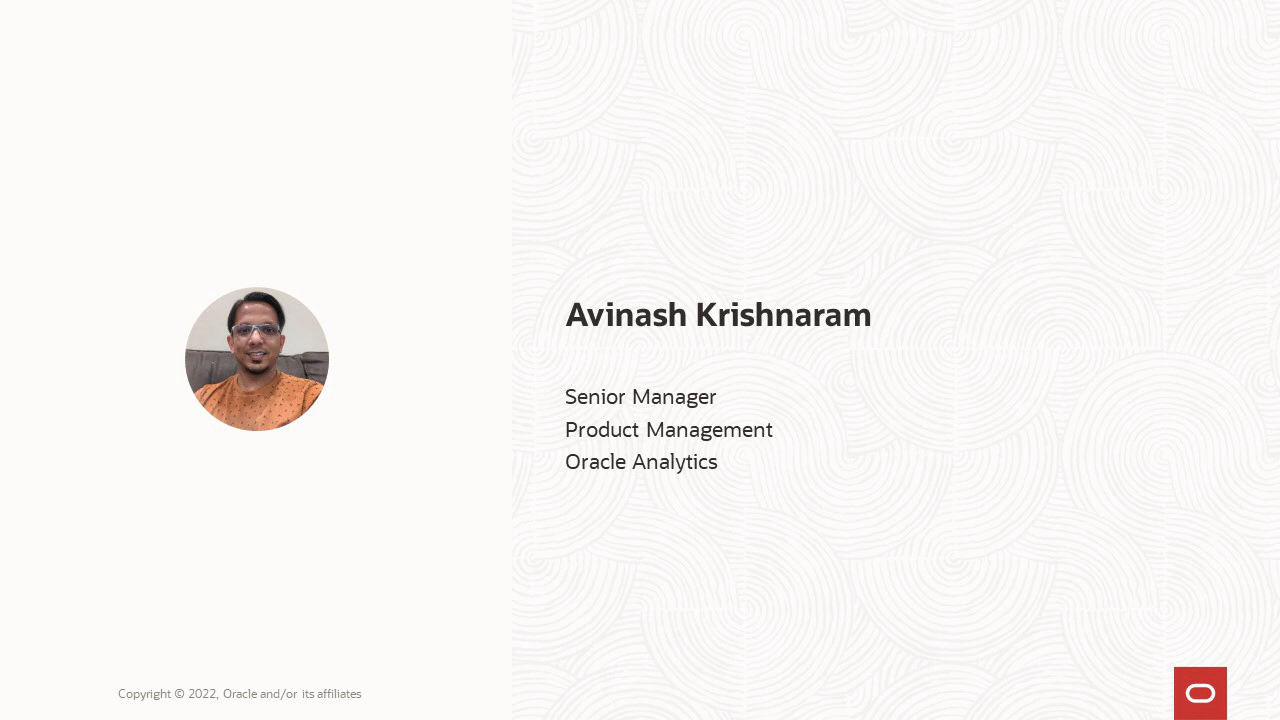 Avinash Krishnaram
Senior Manager
Product Management
Oracle Analytics
Copyright © 2022, Oracle and/or its affiliates